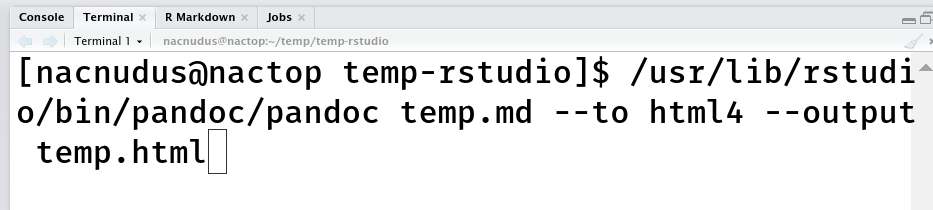 Console Terminal R Markdown Jobs
Terminal 1 nacnudus@nactop:~/temp/temp-rstudio
[nacnudus@nactop temp-rstudio]$ /usr/lib/rstudi
o/bin/pandoc/pandoc temp.md --to html4 --output
temp.html